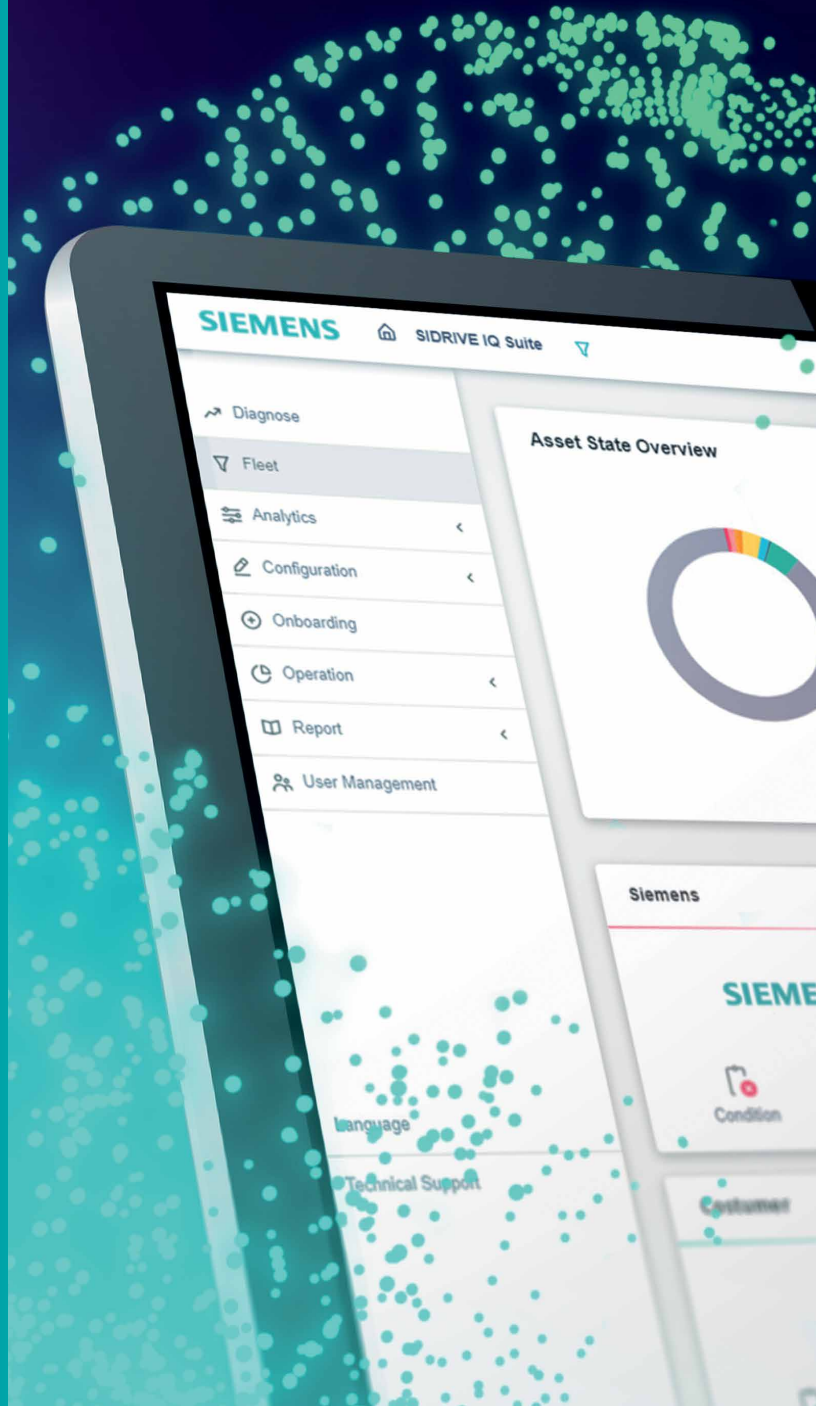 SIEMENS
SIDRIVE IQ Suite
Diagnose
Fleet
Analytics
Configuration
Onboarding
Operation
Report
User Management
Language
Technical Support
Asset State Overview
Siemens
SIEME
Condition
Costumer